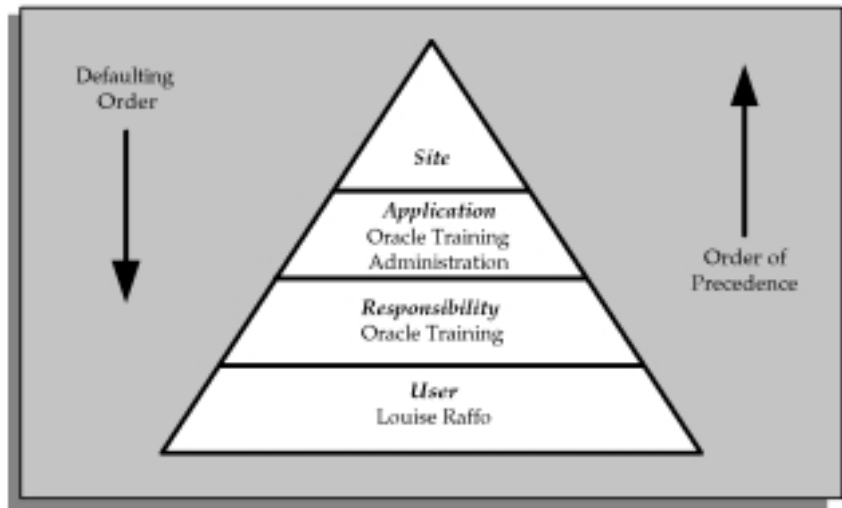 Defaulting
Order
Site
Application
Oracle Training
Administration
Responsibility
Oracle Training
User
Louise Raffo
Order of
Precedence